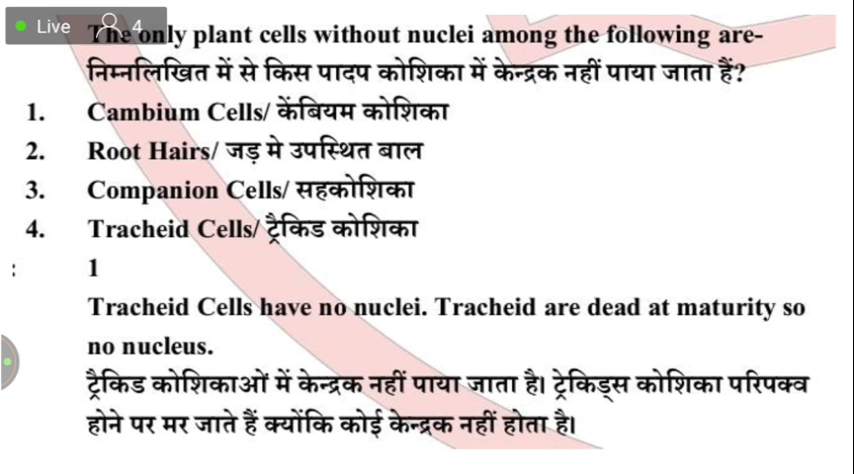 Live 4
The only plant cells without nuclei among the following are-
निम्नलिखित में से किस पादप कोशिका में केन्द्रक नहीं पाया जाता हैं?
1. Cambium Cells/ केंबियम कोशिका
2. Root Hairs/ जड़ मे उपस्थित बाल
3. Companion Cells/ सहकोशिका
4. Tracheid Cells/ ट्रैकिड कोशिका
: 1
Tracheid Cells have no nuclei. Tracheid are dead at maturity so
no nucleus.
ट्रैकिड कोशिकाओं में केन्द्रक नहीं पाया जाता है। ट्रेकिड्स कोशिका परिपक्व
होने पर मर जाते हैं क्योंकि कोई केन्द्रक नहीं होता है।